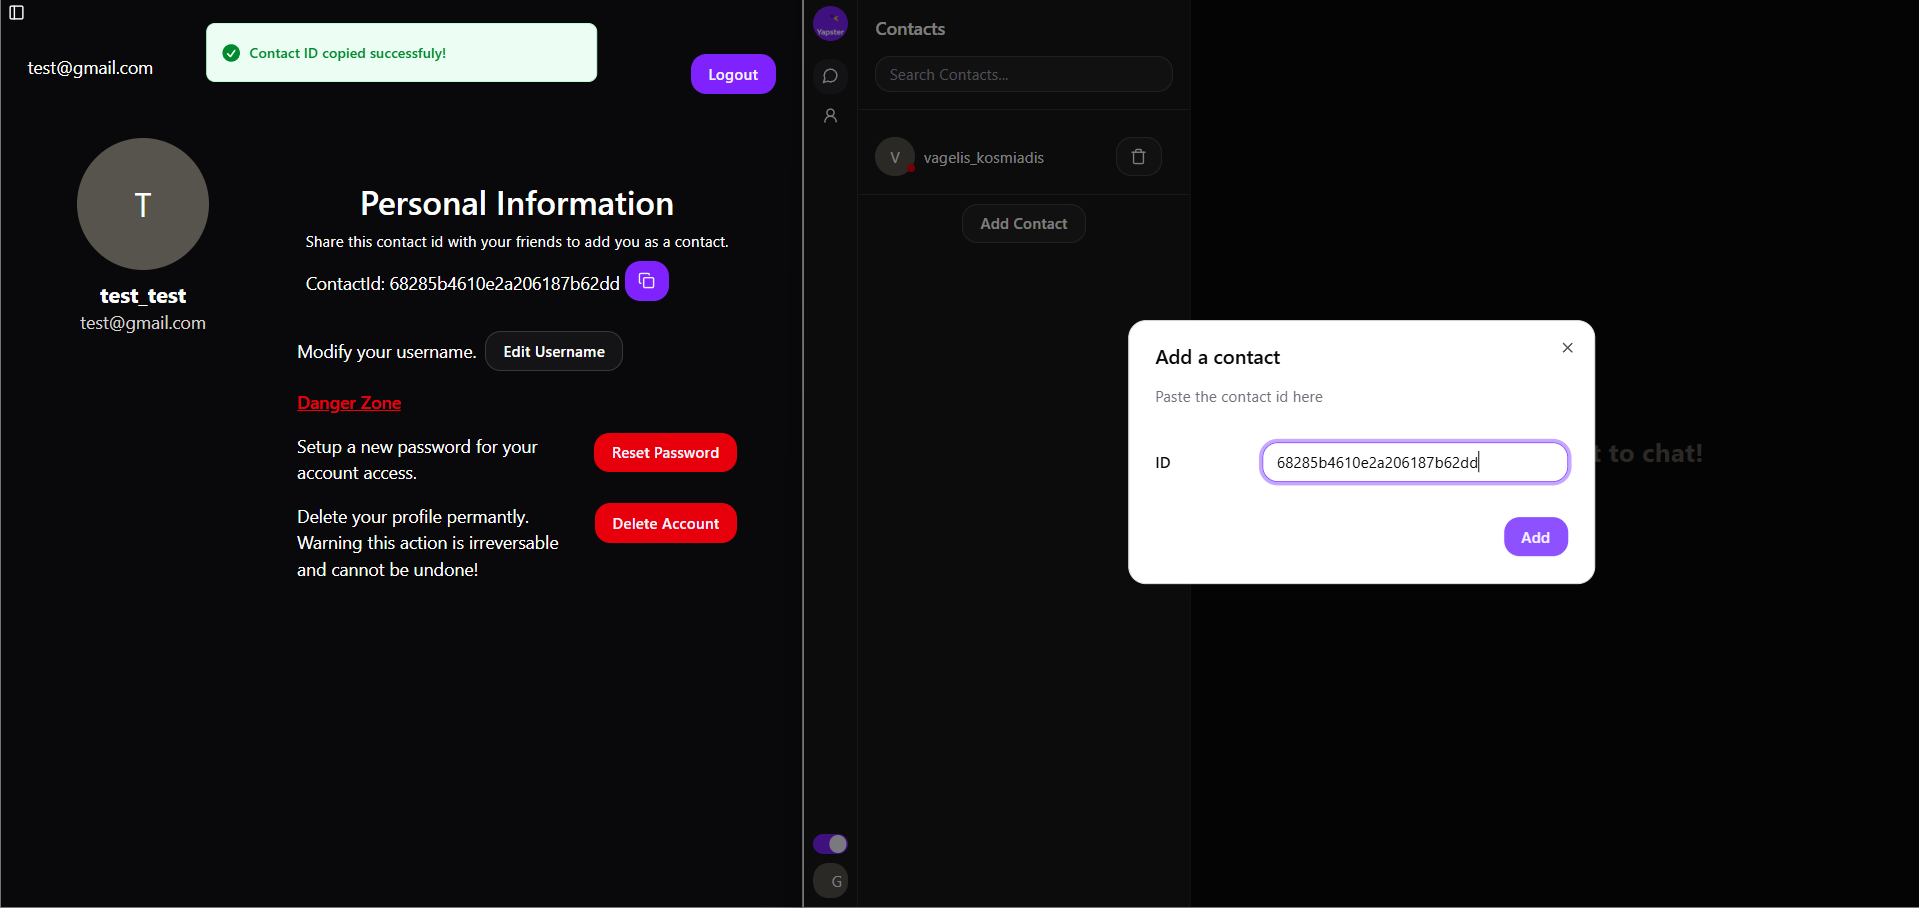 Contact ID copied successfuly!
test@gmail.com
Logout
T
test_test
test@gmail.com
Personal Information
Share this contact id with your friends to add you as a contact.
ContactId: 68285b4610e2a206187b62dd
Modify your username.
Edit Username
Danger Zone
Setup a new password for your
account access.
Reset Password
Delete your profile permantly.
Warning this action is irreversable
and cannot be undone!
Delete Account
Yapster
Contacts
Search Contacts...
V
vagelis_kosmiadis
Add Contact
G
Add a contact
Paste the contact id here
ID
68285b4610e2a206187b62dd
Add
to chat!